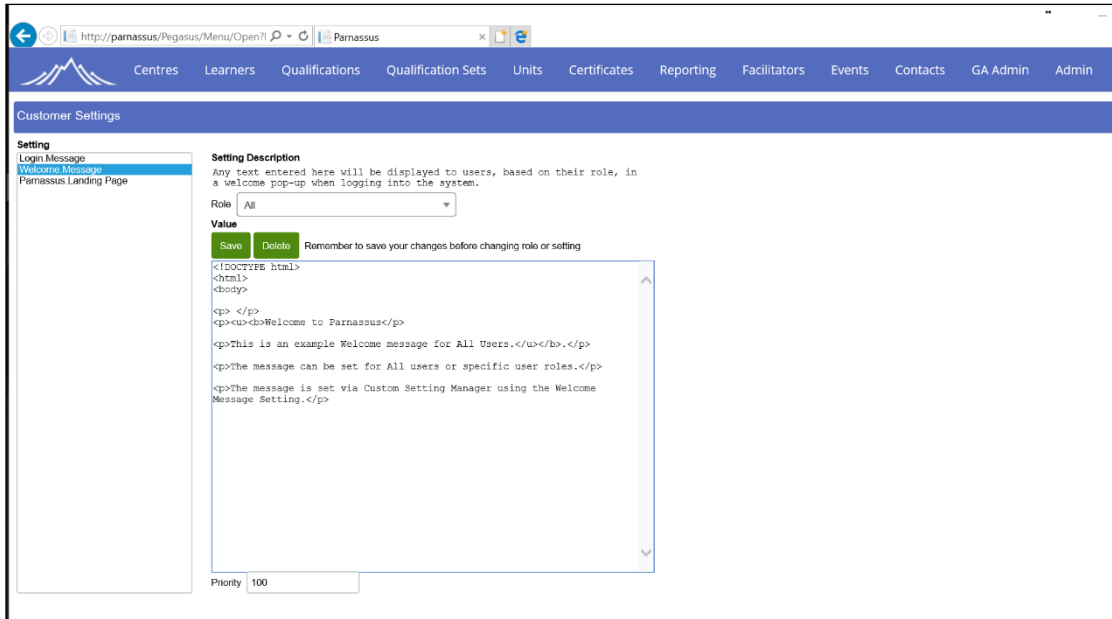 http://parnassus/Pegasus/Menu/Open?I
Parnassus
Centres Learners Qualifications Qualification Sets Units Certificates Reporting Facilitators Events Contacts GA Admin Admin
Customer Settings
Setting
Login.Message
Welcome.Message
Parnassus.Landing Page
Setting Description
Any text entered here will be displayed to users, based on their role, in
a welcome pop-up when logging into the system.
Role All
Value
Save Delete Remember to save your changes before changing role or setting
<!DOCTYPE html>
<html>
<body>
<p> </p>
<p><u><b>Welcome to Parnassus</p>
<p>This is an example Welcome message for All Users.</u></b>.</p>
<p>The message can be set for All users or specific user roles.</p>
<p>The message is set via Custom Setting Manager using the Welcome
Message Setting.</p>
Priority 100